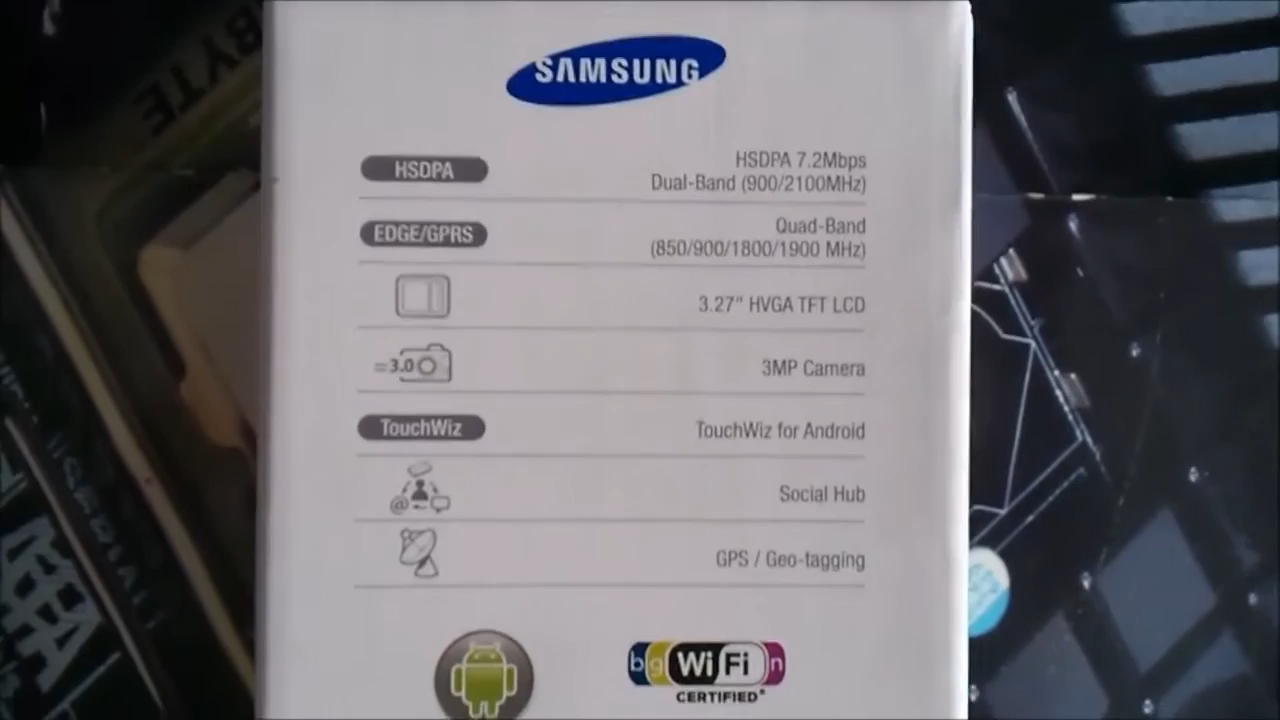 SAMSUNG
HSDPA
HSDPA 7.2Mbps
Dual-Band (900/2100MHz)
EDGE/GPRS
Quad-Band
(850/900/1800/1900 MHz)
3.27" HVGA TFT LCD
=3.0
3MP Camera
TouchWiz
TouchWiz for Android
@
Social Hub
GPS / Geo-tagging
b g Wi Fi n
CERTIFIED®
BYTE